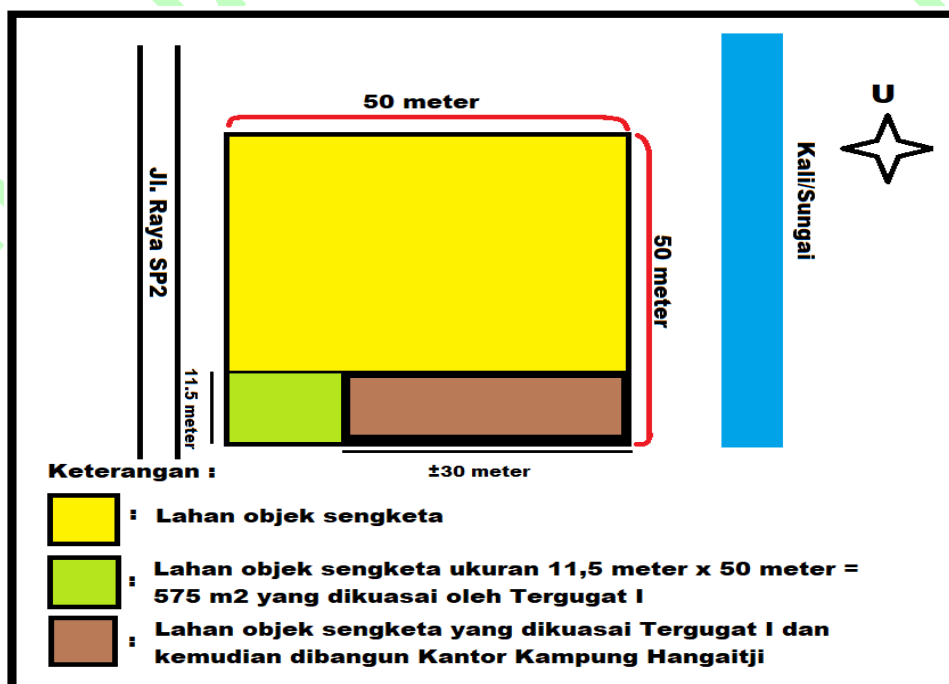 50 meter
U
Jl. Raya SP2
Kali/Sungai
50 meter
11.5 meter
±30 meter
Keterangan :
: Lahan objek sengketa
: Lahan objek sengketa ukuran 11,5 meter x 50 meter =
575 m2 yang dikuasai oleh Tergugat I
: Lahan objek sengketa yang dikuasai Tergugat I dan
kemudian dibangun Kantor Kampung Hangaitji